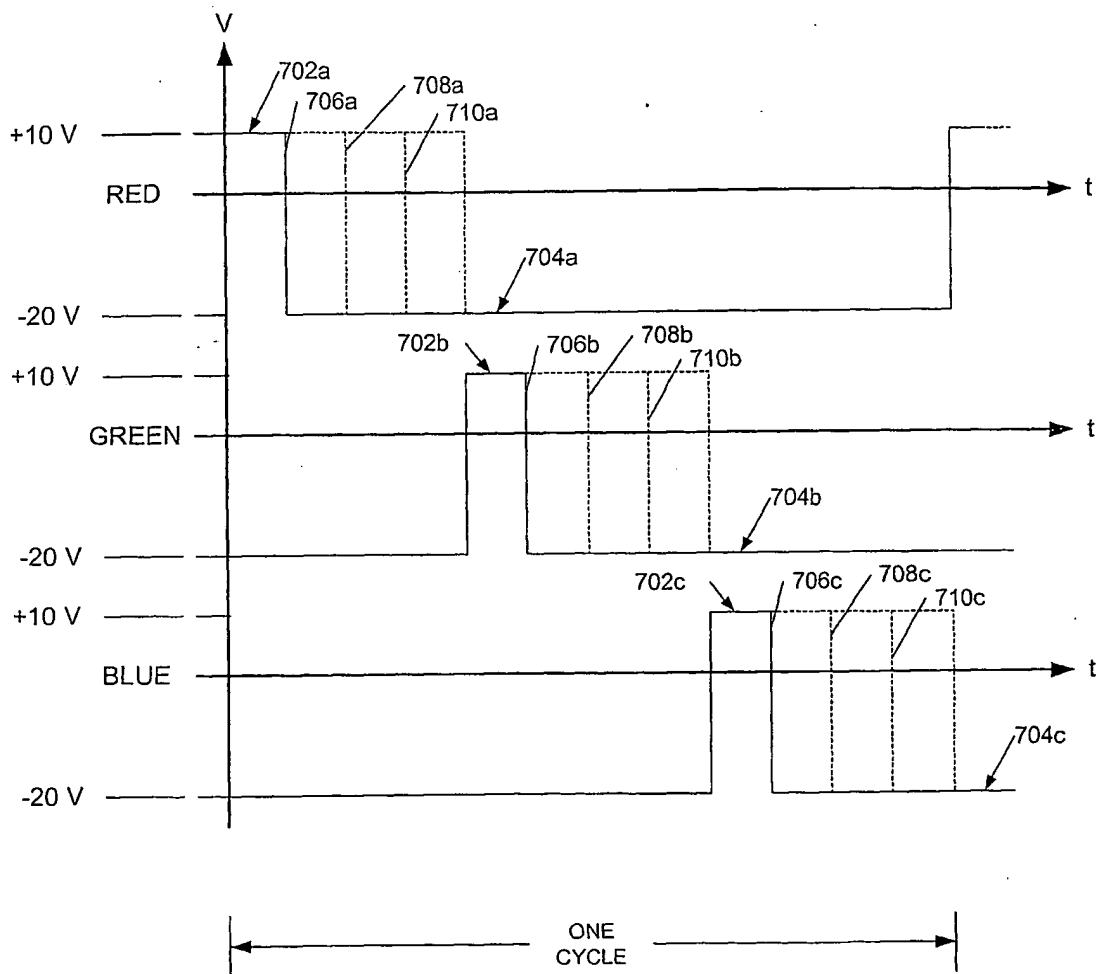 V
702a
706a
708a
710a
+10 V
RED
t
704a
-20 V
702b
706b
708b
710b
+10 V
GREEN
t
704b
-20 V
702c
706c
708c
710c
+10 V
BLUE
t
704c
-20 V
ONE
CYCLE